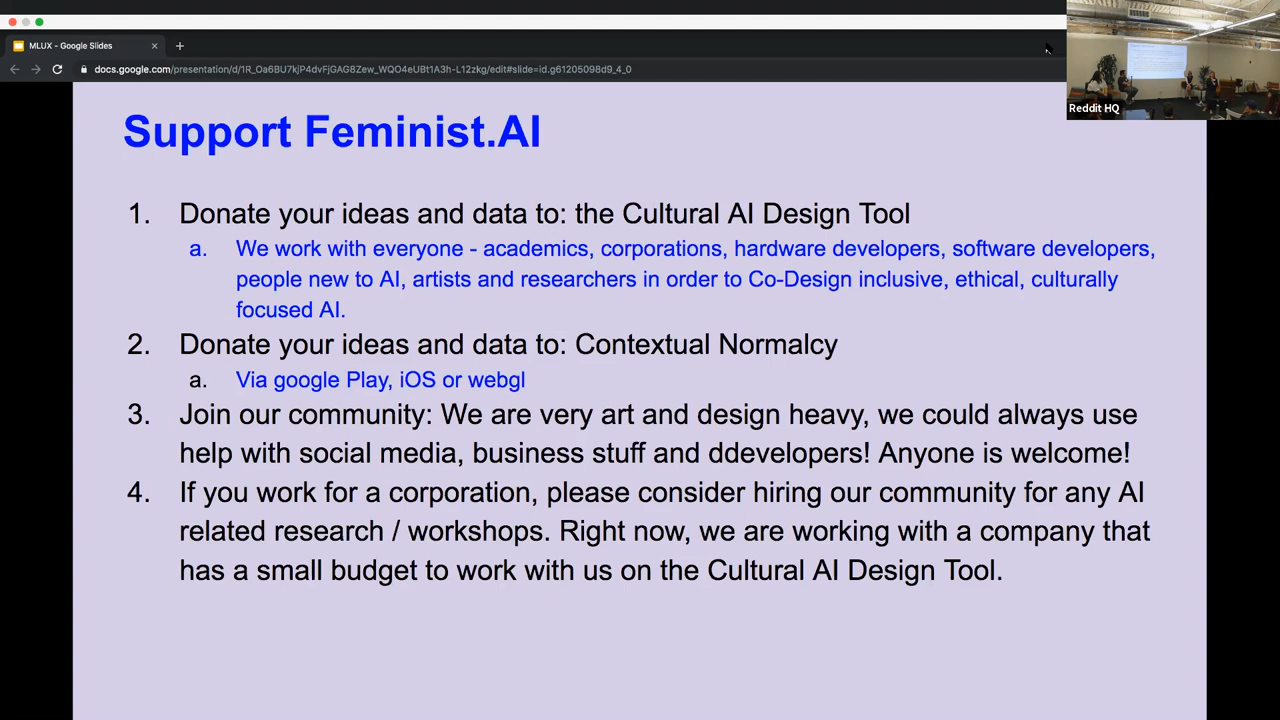 MLUX - Google Slides
docs.google.com/presentation/d/1R_Oa6BU7kjP4dvFjGAG8Zew_WQO4eUBt1A3h-L12zkg/edit#slide=id.g61205098d9_4_0
Reddit HQ
Support Feminist.AI
1. Donate your ideas and data to: the Cultural AI Design Tool
a. We work with everyone - academics, corporations, hardware developers, software developers,
people new to AI, artists and researchers in order to Co-Design inclusive, ethical, culturally
focused AI.
2. Donate your ideas and data to: Contextual Normalcy
a. Via google Play, iOS or webgl
3. Join our community: We are very art and design heavy, we could always use
help with social media, business stuff and ddevelopers! Anyone is welcome!
4. If you work for a corporation, please consider hiring our community for any AI
related research / workshops. Right now, we are working with a company that
has a small budget to work with us on the Cultural AI Design Tool.